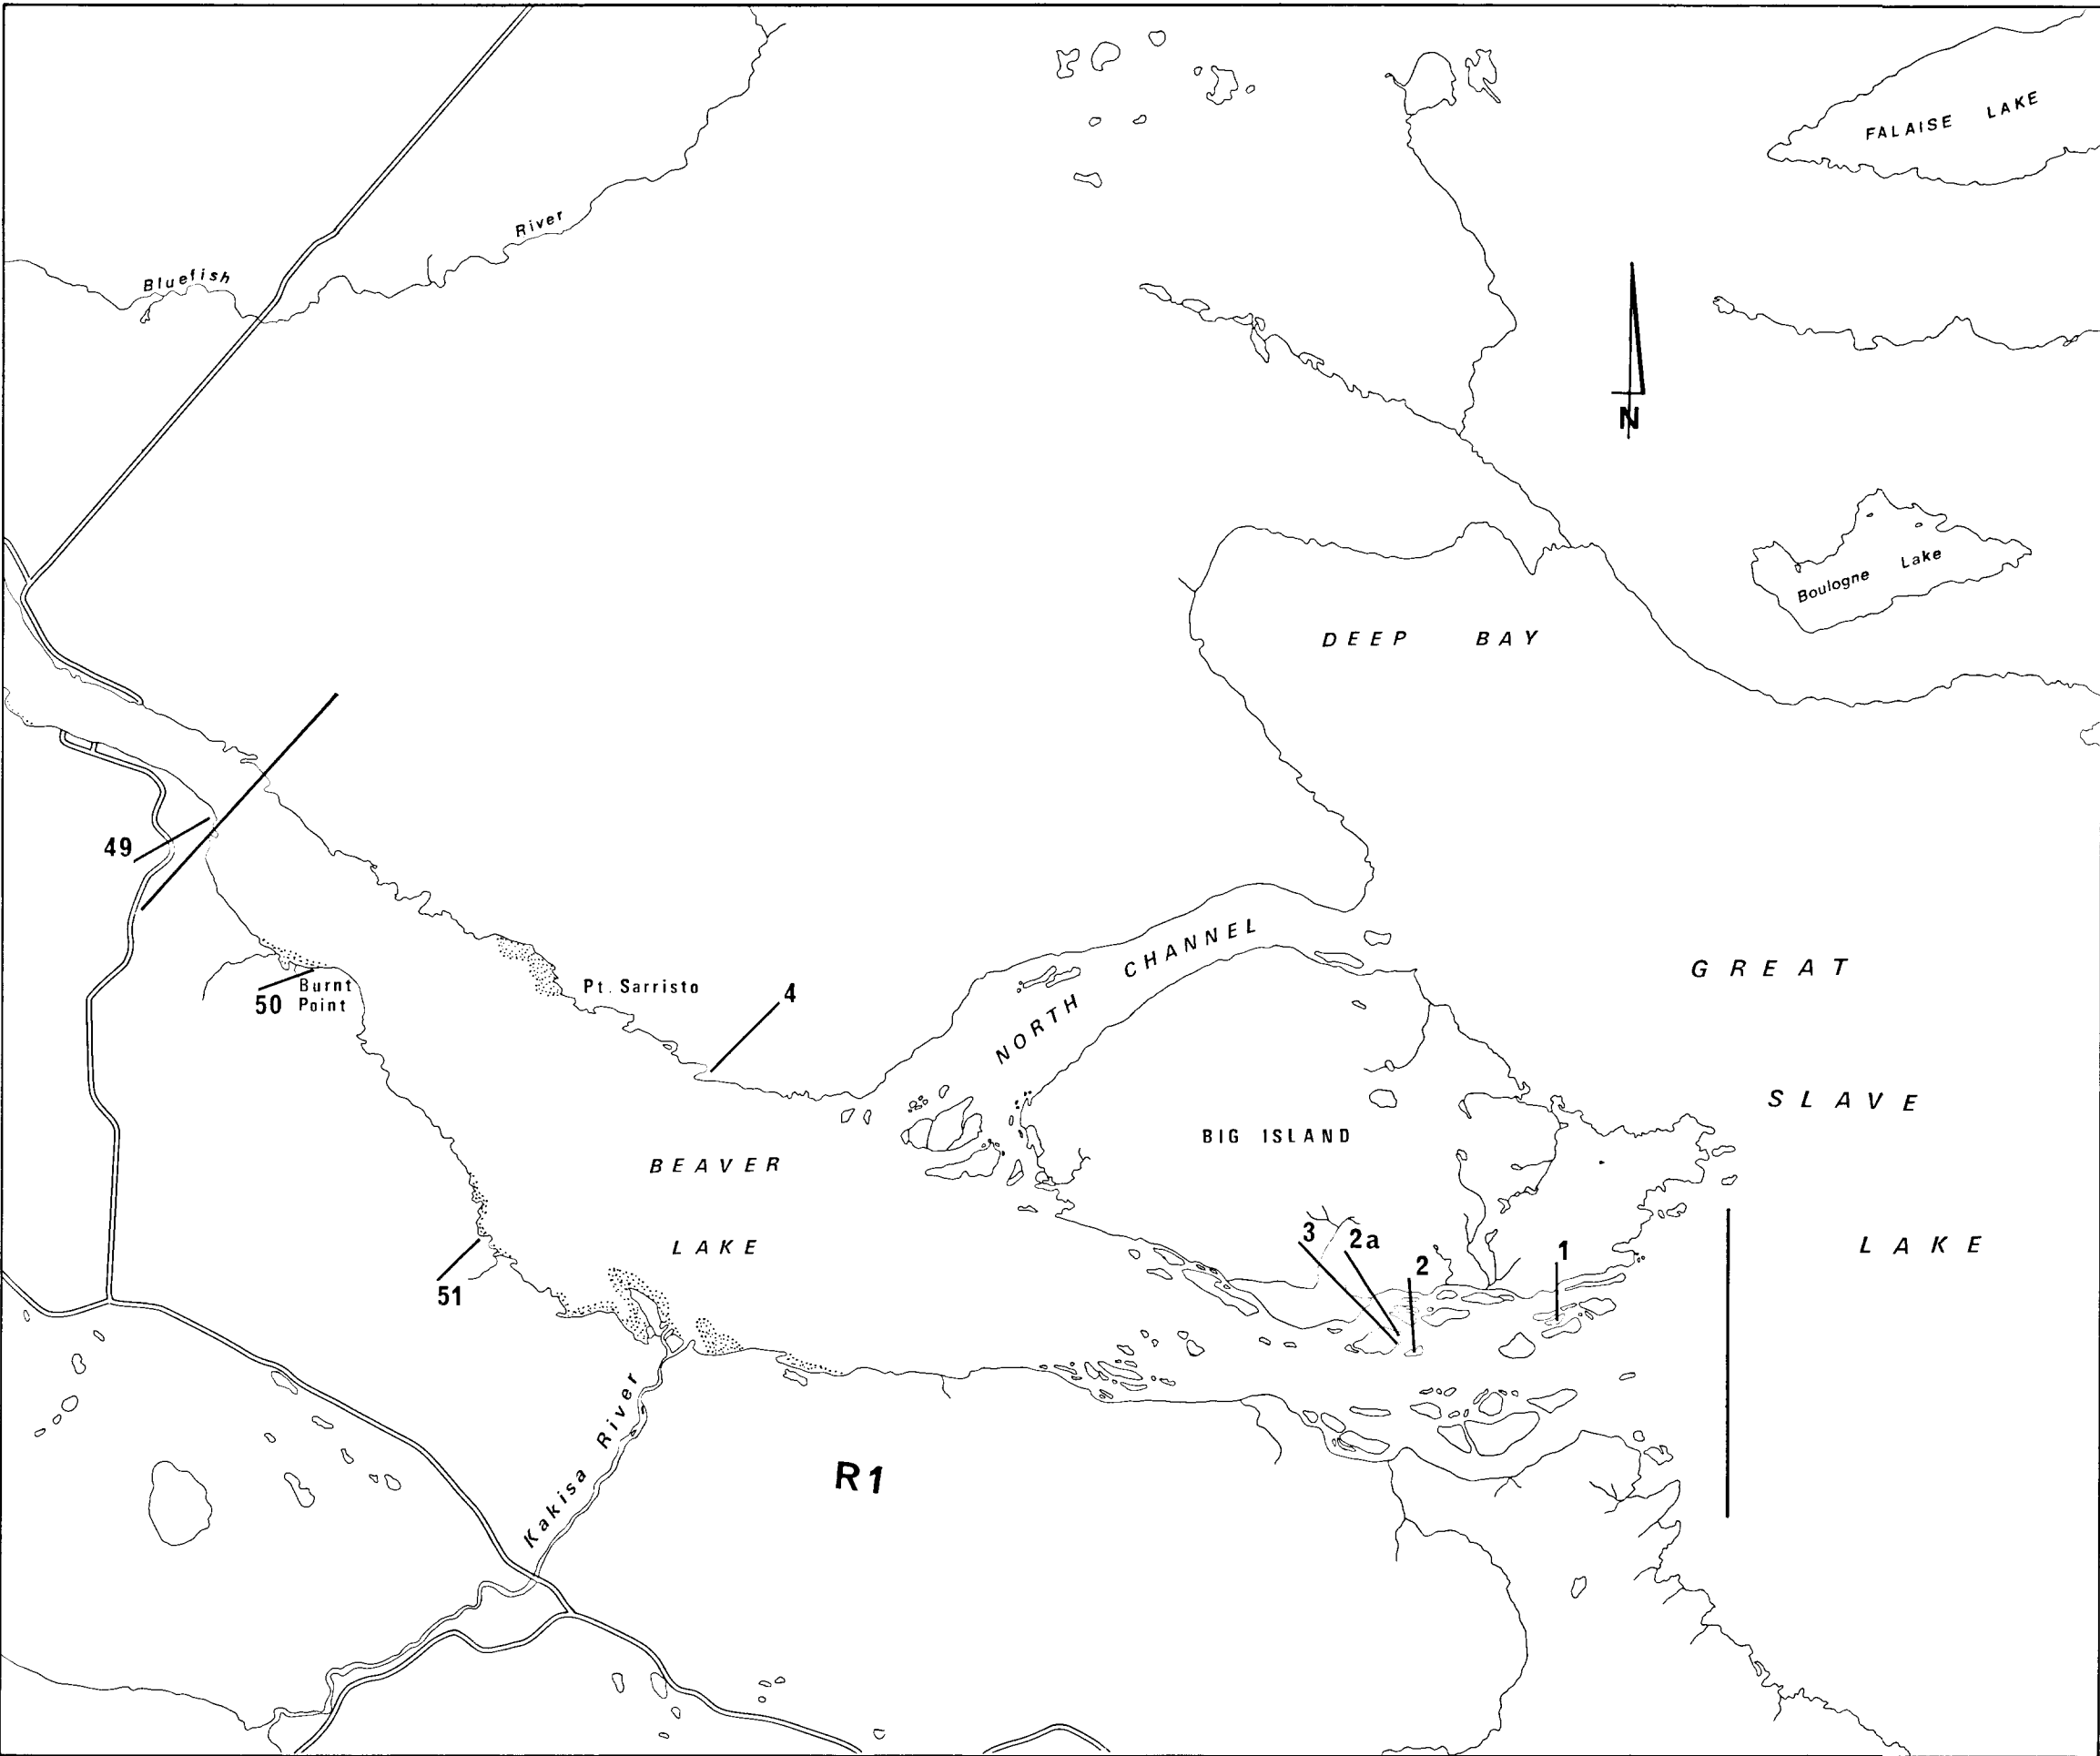 FALAISE LAKE
River
Bluefish
N
Boulogne Lake
DEEP BAY
49
GREAT
SLAVE
LAKE
NORTH CHANNEL
Pt. Sarristo
4
50
Burnt
Point
BIG ISLAND
BEAVER
LAKE
3
2a
2
1
51
Kakisa River
R1